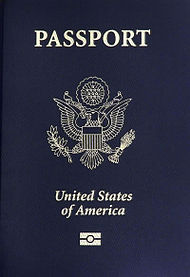 PASSPORT
United States
of America